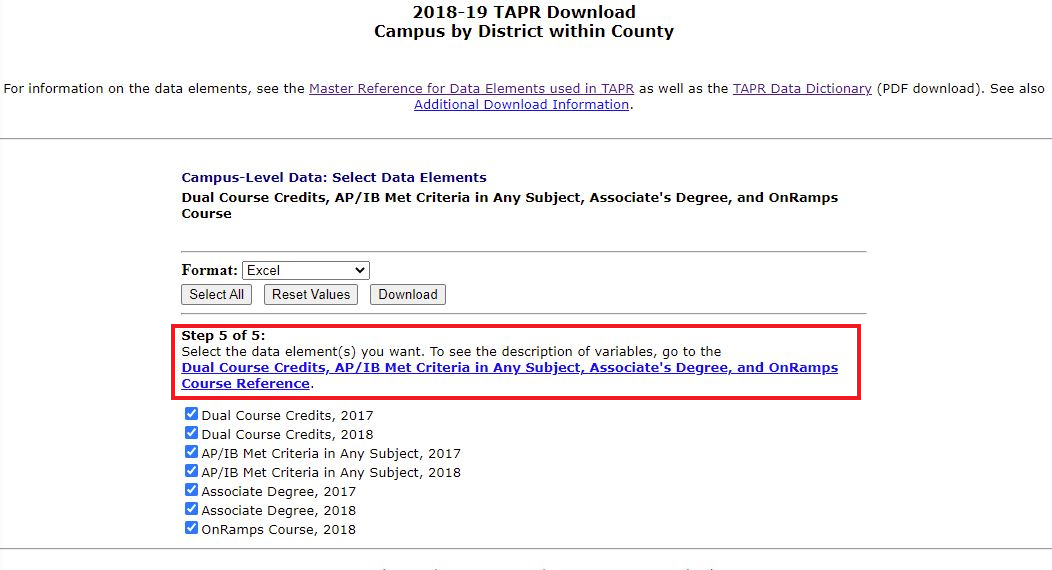 2018-19 TAPR Download
Campus by District within County
For information on the data elements, see the Master Reference for Data Elements used in TAPR as well as the TAPR Data Dictionary (PDF download). See also
Additional Download Information.
Campus-Level Data: Select Data Elements
Dual Course Credits, AP/IB Met Criteria in Any Subject, Associate's Degree, and OnRamps
Course
Format: Excel
Select All Reset Values Download
Step 5 of 5:
Select the data element(s) you want. To see the description of variables, go to the
Dual Course Credits, AP/IB Met Criteria in Any Subject, Associate's Degree, and OnRamps
Course Reference.
Dual Course Credits, 2017
Dual Course Credits, 2018
AP/IB Met Criteria in Any Subject, 2017
AP/IB Met Criteria in Any Subject, 2018
Associate Degree, 2017
Associate Degree, 2018
OnRamps Course, 2018